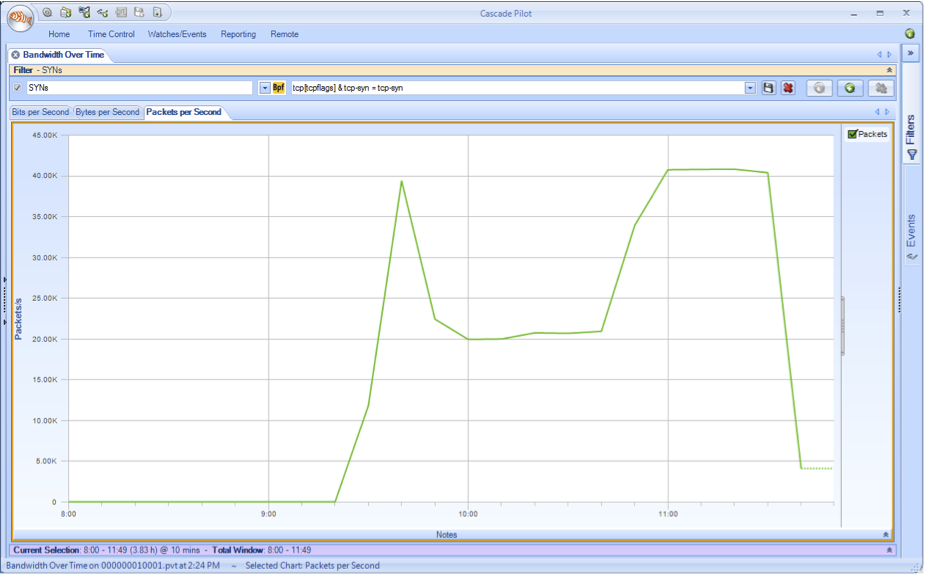 Cascade Pilot
Home Time Control Watches/Events Reporting Remote
Bandwidth Over Time
Filter - SYNs
SYNs Bpf tcp[tcpflags] & tcp-syn = tcp-syn
Bits per Second Bytes per Second Packets per Second
Packets
45.00K
40.00K
35.00K
30.00K
25.00K
20.00K
15.00K
10.00K
5.00K
0
Packets/s
8:00 9:00 10:00 11:00
Notes
Filters
Events
Current Selection: 8:00 - 11:49 (3.83 h) @ 10 mins - Total Window: 8:00 - 11:49
Bandwidth Over Time on 000000010001.pvt at 2:24 PM ~ Selected Chart: Packets per Second